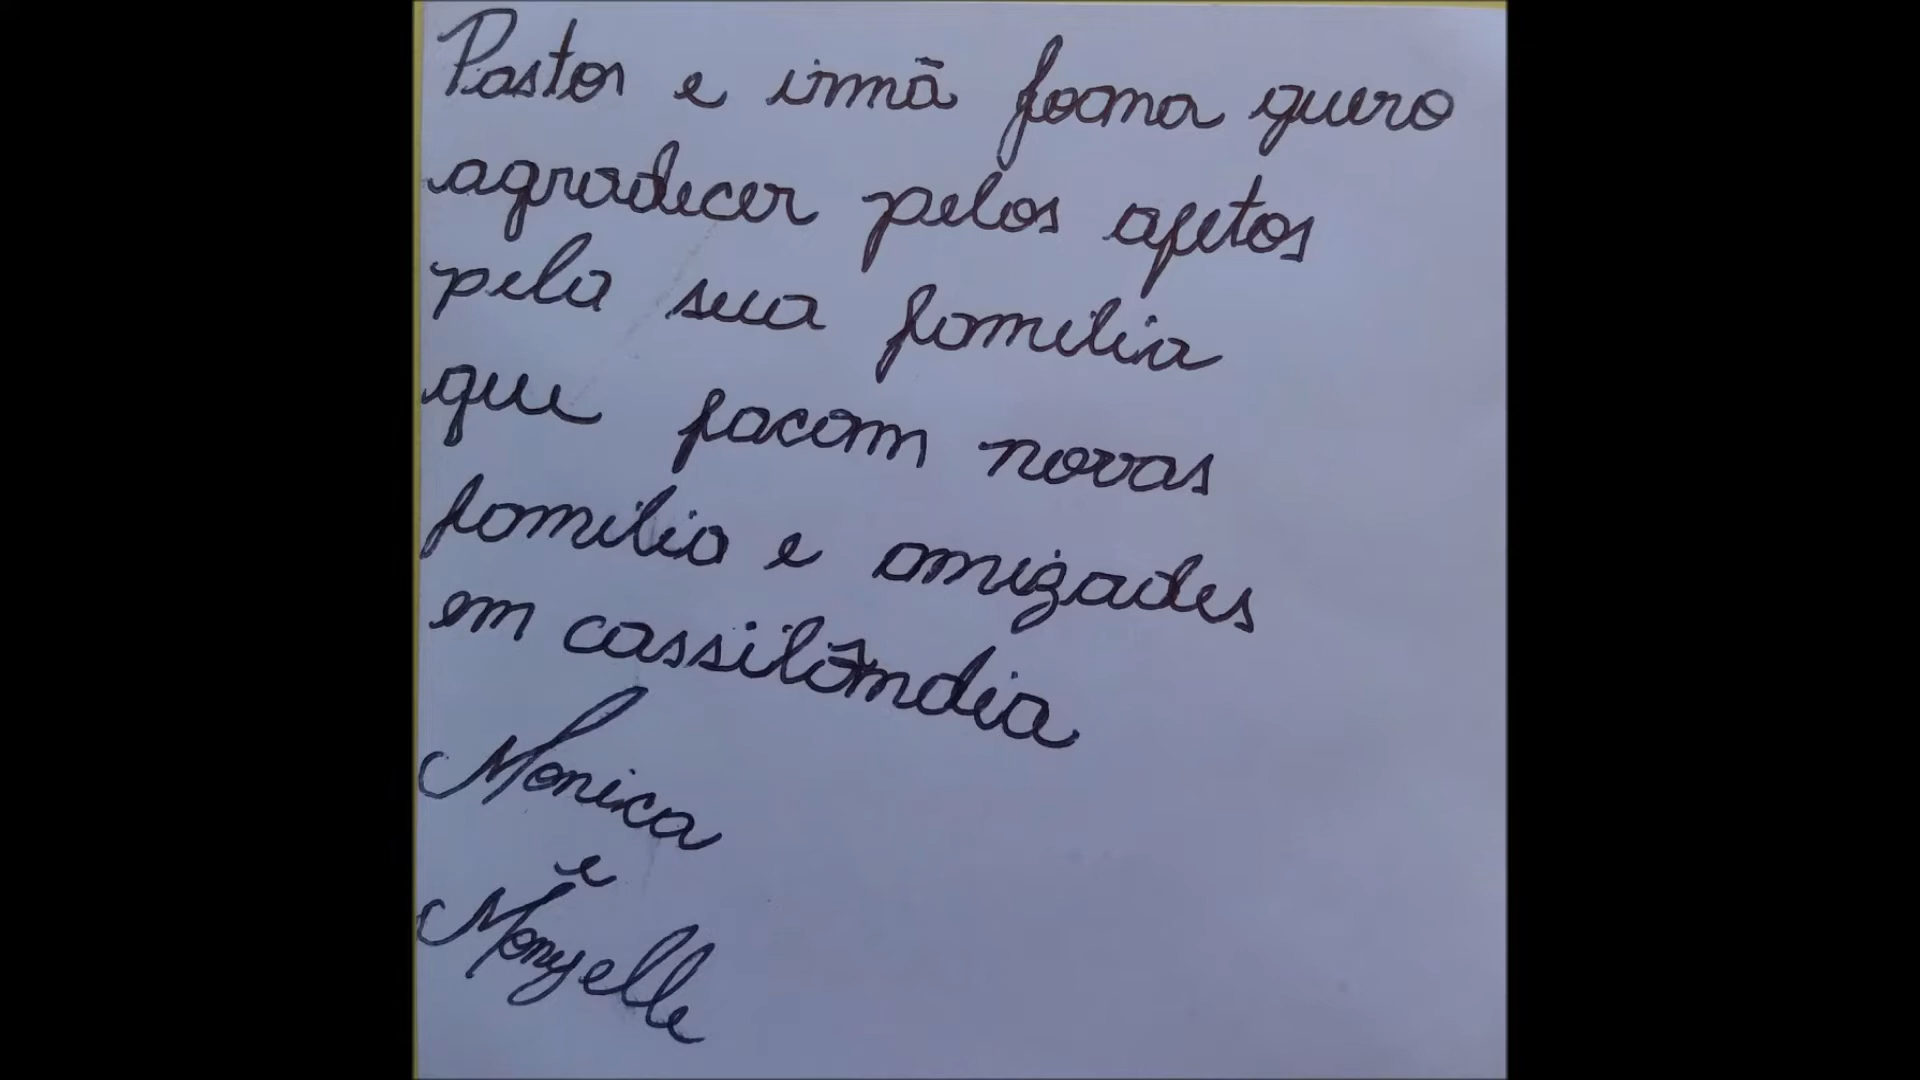 Pastor e irmã Joana quero
agradecer pelos afetos
pela sua familia
que facam novas
familia e amizades
em cassilândia
Monica
e
Monyelle